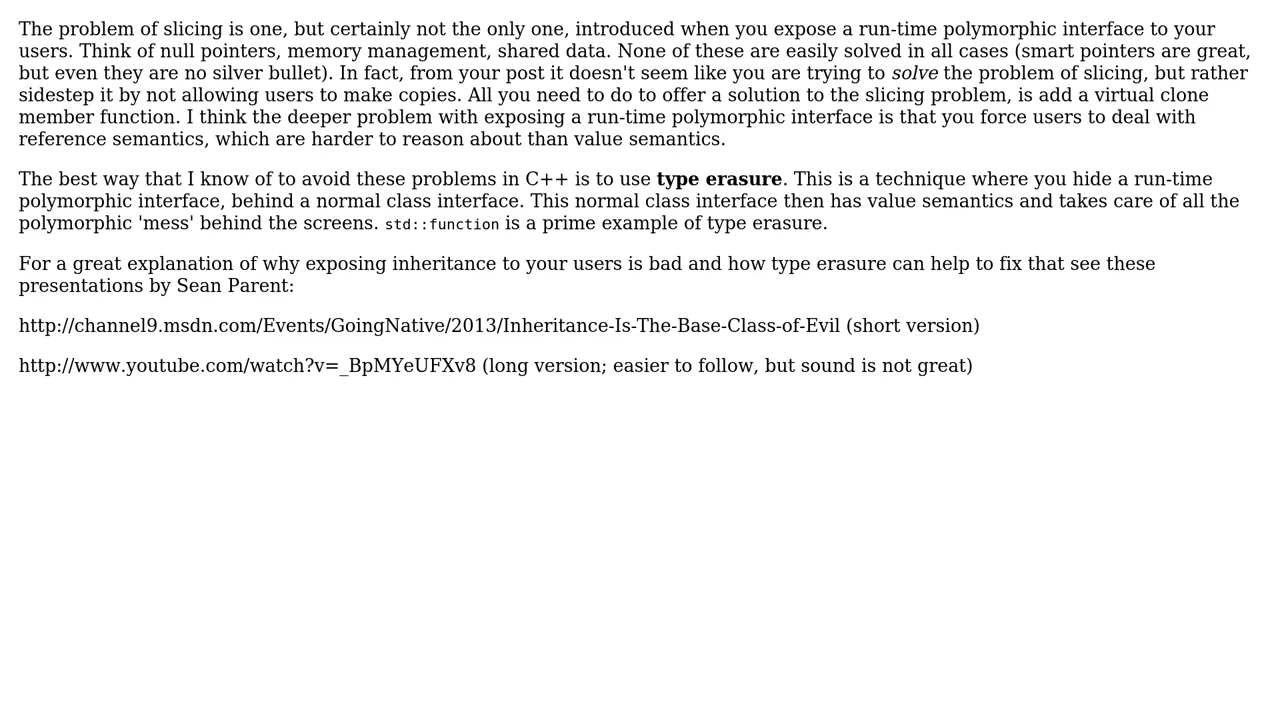 The problem of slicing is one, but certainly not the only one, introduced when you expose a run-time polymorphic interface to your
users. Think of null pointers, memory management, shared data. None of these are easily solved in all cases (smart pointers are great,
but even they are no silver bullet). In fact, from your post it doesn't seem like you are trying to solve the problem of slicing, but rather
sidestep it by not allowing users to make copies. All you need to do to offer a solution to the slicing problem, is add a virtual clone
member function. I think the deeper problem with exposing a run-time polymorphic interface is that you force users to deal with
reference semantics, which are harder to reason about than value semantics.
The best way that I know of to avoid these problems in C++ is to use type erasure. This is a technique where you hide a run-time
polymorphic interface, behind a normal class interface. This normal class interface then has value semantics and takes care of all the
polymorphic 'mess' behind the screens. std::function is a prime example of type erasure.
For a great explanation of why exposing inheritance to your users is bad and how type erasure can help to fix that see these
presentations by Sean Parent:
http://channel9.msdn.com/Events/GoingNative/2013/Inheritance-Is-The-Base-Class-of-Evil (short version)
http://www.youtube.com/watch?v=_BpMYeUFXv8 (long version; easier to follow, but sound is not great)